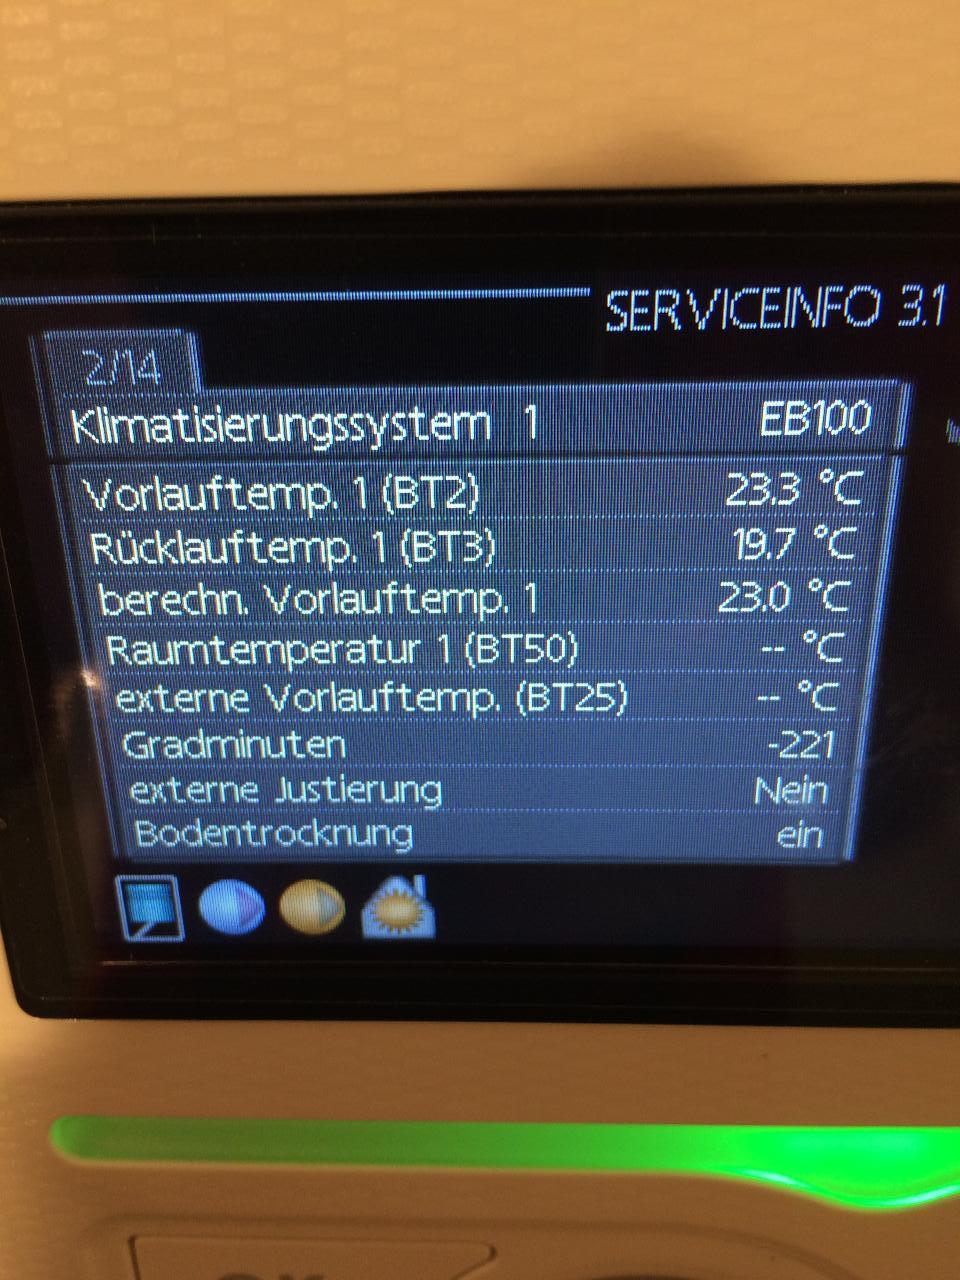 SERVICEINFO 3.1
2/14
Klimatisierungssystem 1 EB100
Vorlauftemp. 1 (BT2) 23.3 °C
Rücklauftemp. 1 (BT3) 19.7 °C
berechn. Vorlauftemp. 1 23.0 °C
Raumtemperatur 1 (BT50) -- °C
externe Vorlauftemp. (BT25) -- °C
Gradminuten -221
externe Justierung Nein
Bodentrocknung ein